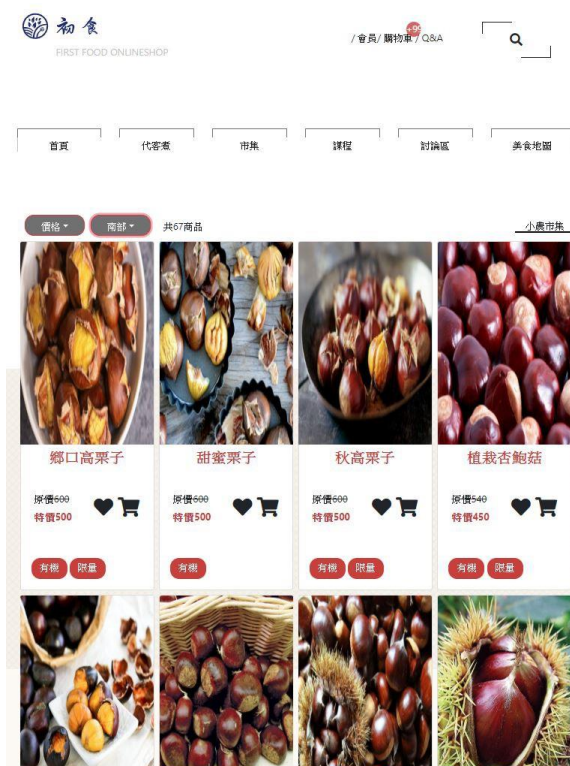 初食
FIRST FOOD ONLINESHOP
/ 會員/ 購物車 / Q&A
+99
首頁
代客煮
市集
課程
討論區
美食地圖
價格
南部
共67商品
小農市集
鄉口高栗子
甜蜜栗子
秋高栗子
植栽杏鮑菇
原價600
特價500
原價600
特價500
原價600
特價500
原價540
特價450
有機 限量
有機
有機 限量
有機 限量